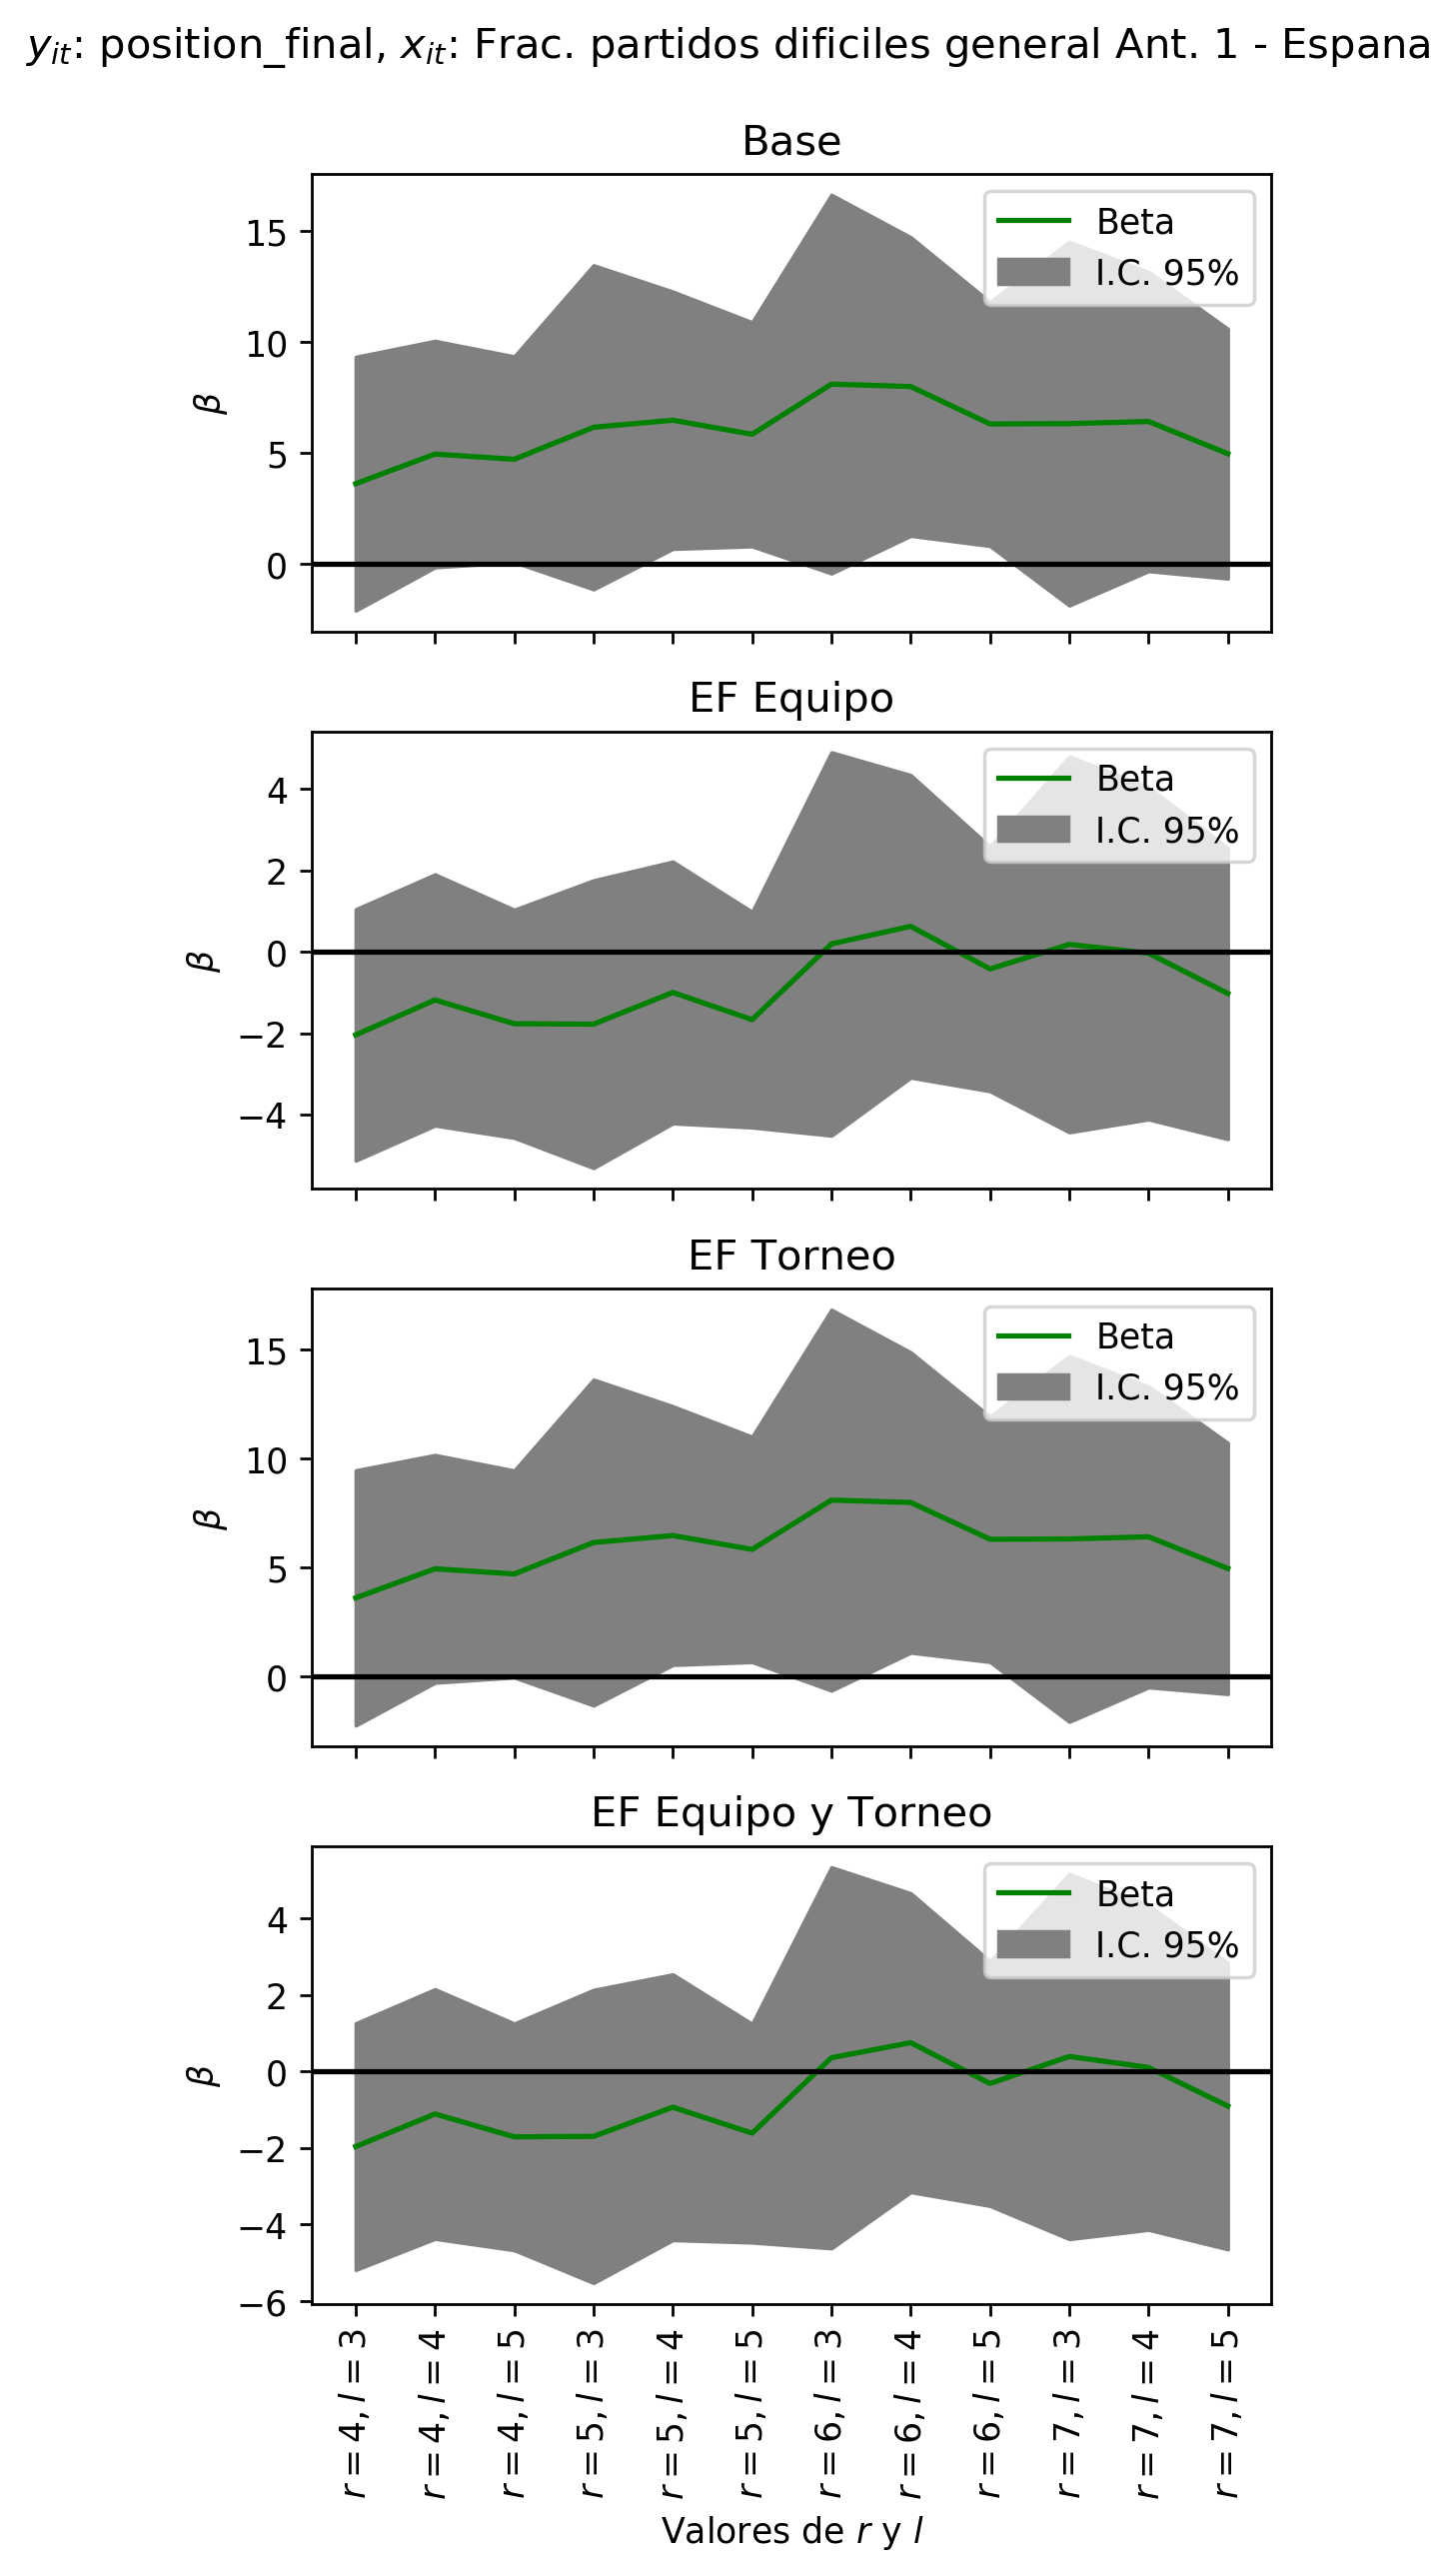 y_it: position_final, x_it: Frac. partidos dificiles general Ant. 1 - Espana
Base
15
10
5
0
β
Beta
I.C. 95%
EF Equipo
4
2
0
−2
−4
β
Beta
I.C. 95%
EF Torneo
15
10
5
0
β
Beta
I.C. 95%
EF Equipo y Torneo
4
2
0
−2
−4
−6
β
Beta
I.C. 95%
r = 4, l = 3
r = 4, l = 4
r = 4, l = 5
r = 5, l = 3
r = 5, l = 4
r = 5, l = 5
r = 6, l = 3
r = 6, l = 4
r = 6, l = 5
r = 7, l = 3
r = 7, l = 4
r = 7, l = 5
Valores de r y l